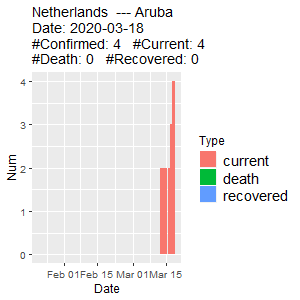 Netherlands  --- Aruba
Date: 2020-03-18
#Confirmed: 4   #Current: 4
#Death: 0   #Recovered: 0
4
3
2
1
0
Num
Feb 01 Feb 15 Mar 01 Mar 15
Date
Type
current
death
recovered